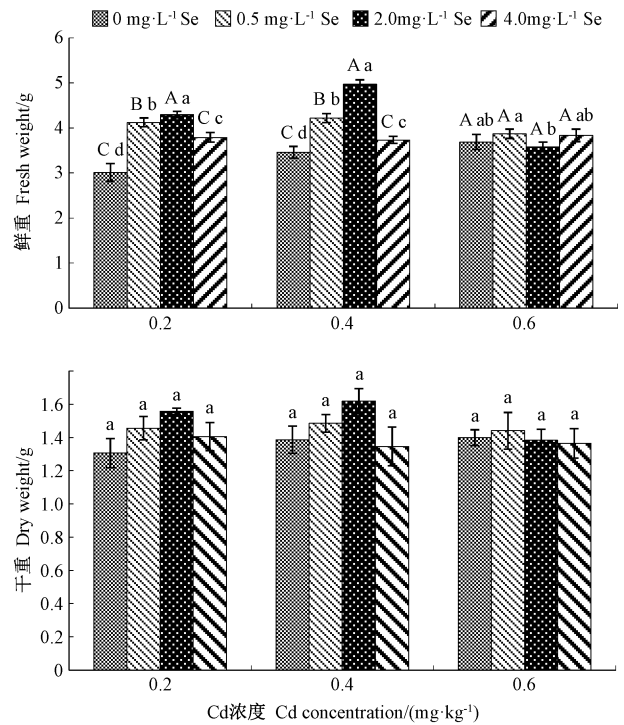 0 mg·L⁻¹ Se 0.5 mg·L⁻¹ Se 2.0mg·L⁻¹ Se 4.0mg·L⁻¹ Se
鲜重 Fresh weight/g
6
5
4
3
2
1
0
C d B b A a C c
C d B b A a C c
A ab A a A b A ab
0.2 0.4 0.6
干重 Dry weight/g
1.6
1.4
1.2
1.0
0.8
0.6
0.4
0.2
0
a a a a
a a a a
a a a a
0.2 0.4 0.6
Cd浓度 Cd concentration/(mg·kg⁻¹)